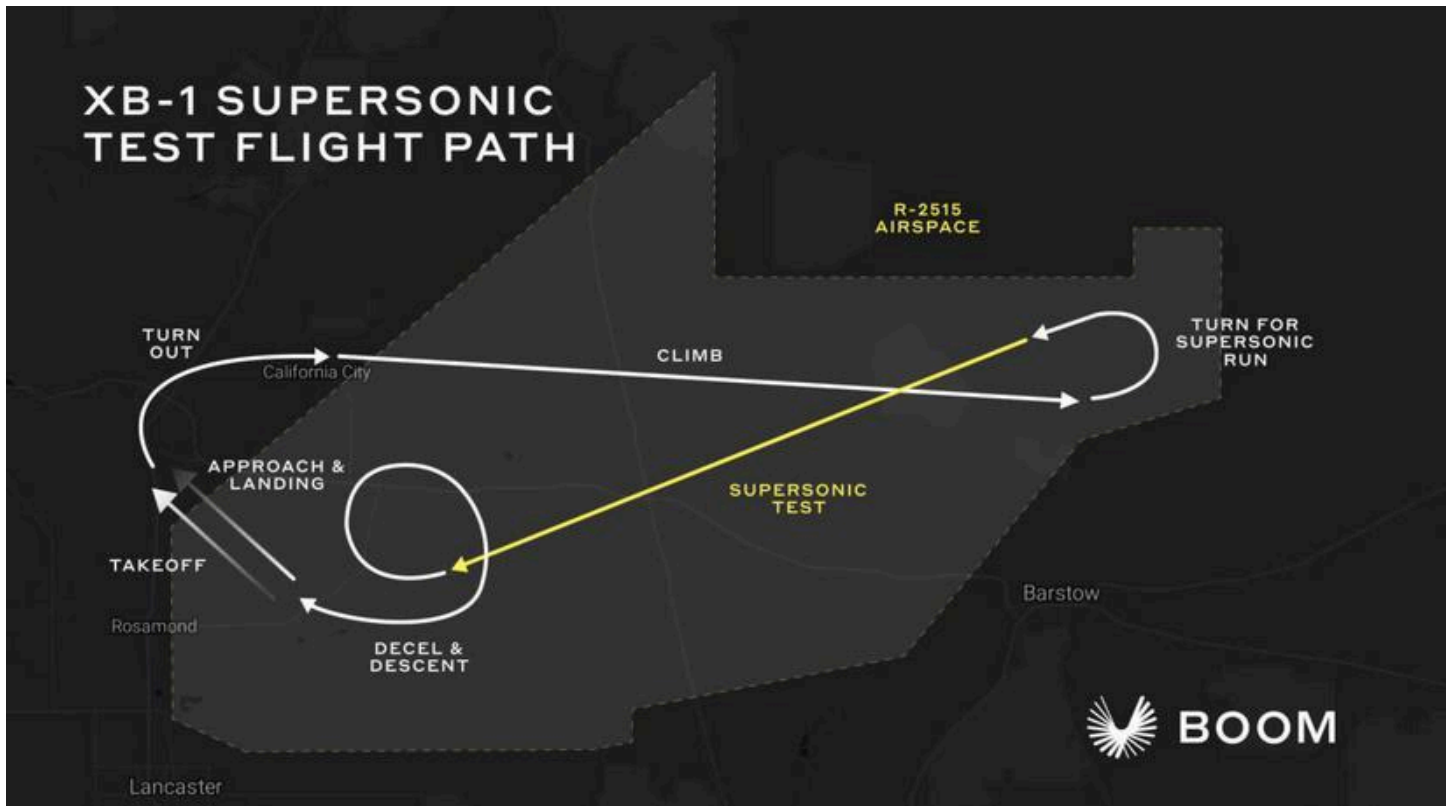 XB-1 SUPERSONIC
TEST FLIGHT PATH
R-2515
AIRSPACE
TURN
OUT
California City
CLIMB
TURN FOR
SUPERSONIC
RUN
APPROACH &
LANDING
SUPERSONIC
TEST
TAKEOFF
Rosamond
DECEL &
DESCENT
Barstow
BOOM
Lancaster